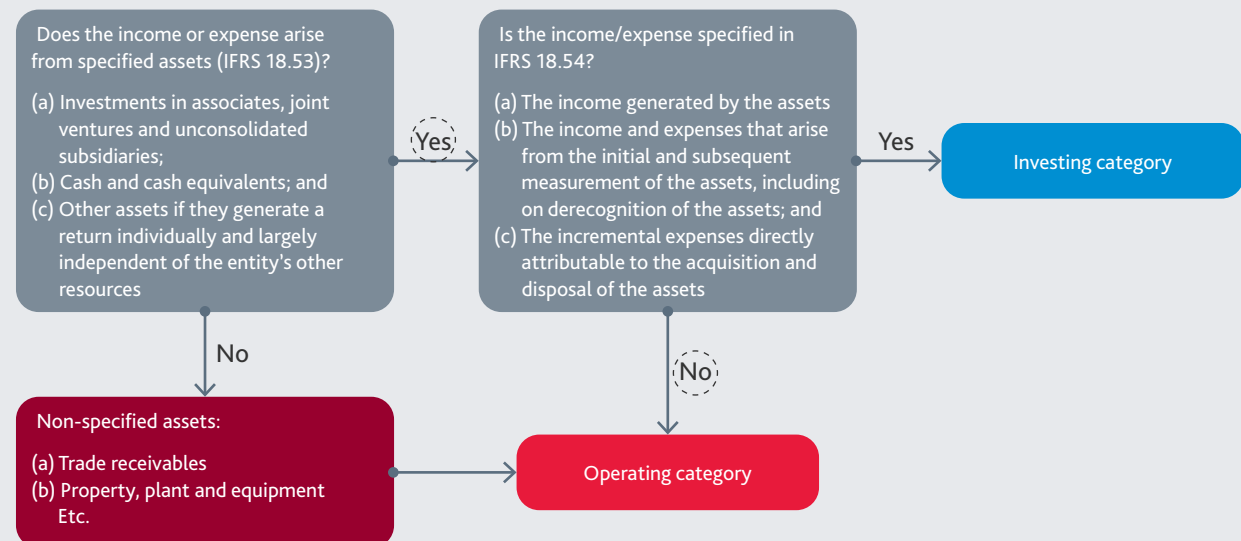 Does the income or expense arise
from specified assets (IFRS 18.53)?
(a) Investments in associates, joint
ventures and unconsolidated
subsidiaries;
(b) Cash and cash equivalents; and
(c) Other assets if they generate a
return individually and largely
independent of the entity's other
resources
Yes
Is the income/expense specified in
IFRS 18.54?
(a) The income generated by the assets
(b) The income and expenses that arise
from the initial and subsequent
measurement of the assets, including
on derecognition of the assets; and
(c) The incremental expenses directly
attributable to the acquisition and
disposal of the assets
Yes
Investing category
No
No
Non-specified assets:
(a) Trade receivables
(b) Property, plant and equipment
Etc.
Operating category